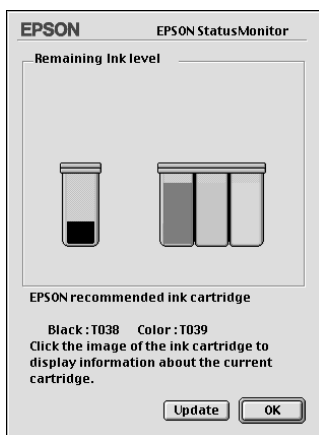 EPSON EPSON StatusMonitor
Remaining Ink level
EPSON recommended ink cartridge
Black : T038 Color : T039
Click the image of the ink cartridge to
display information about the current
cartridge.
Update OK